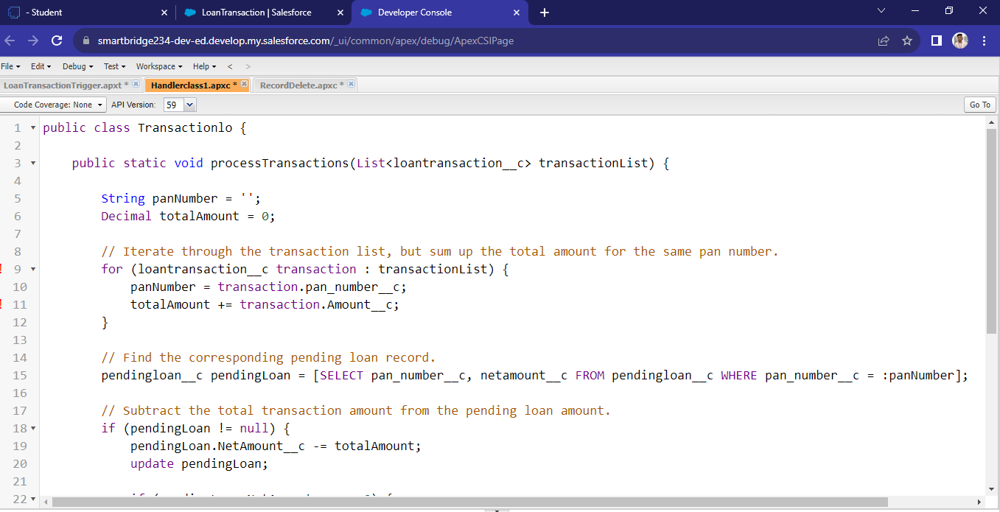 - Student
LoanTransaction | Salesforce
Developer Console
smartbridge234-dev-ed.develop.my.salesforce.com/_ui/common/apex/debug/ApexCSIPage
File Edit Debug Test Workspace Help < >
LoanTransactionTrigger.apxt * Handlerclass1.apxc * RecordDelete.apxc *
Code Coverage: None API Version: 59 Go To
1 public class Transactionlo {
2
3 public static void processTransactions(List<loantransaction__c> transactionList) {
4
5 String panNumber = '';
6 Decimal totalAmount = 0;
7
8 // Iterate through the transaction list, but sum up the total amount for the same pan number.
! 9 for (loantransaction__c transaction : transactionList) {
10 panNumber = transaction.pan_number__c;
! 11 totalAmount += transaction.Amount__c;
12 }
13
14 // Find the corresponding pending loan record.
15 pendingloan__c pendingLoan = [SELECT pan_number__c, netamount__c FROM pendingloan__c WHERE pan_number__c = :panNumber];
16
17 // Subtract the total transaction amount from the pending loan amount.
18 if (pendingLoan != null) {
19 pendingLoan.NetAmount__c -= totalAmount;
20 update pendingLoan;
21
22